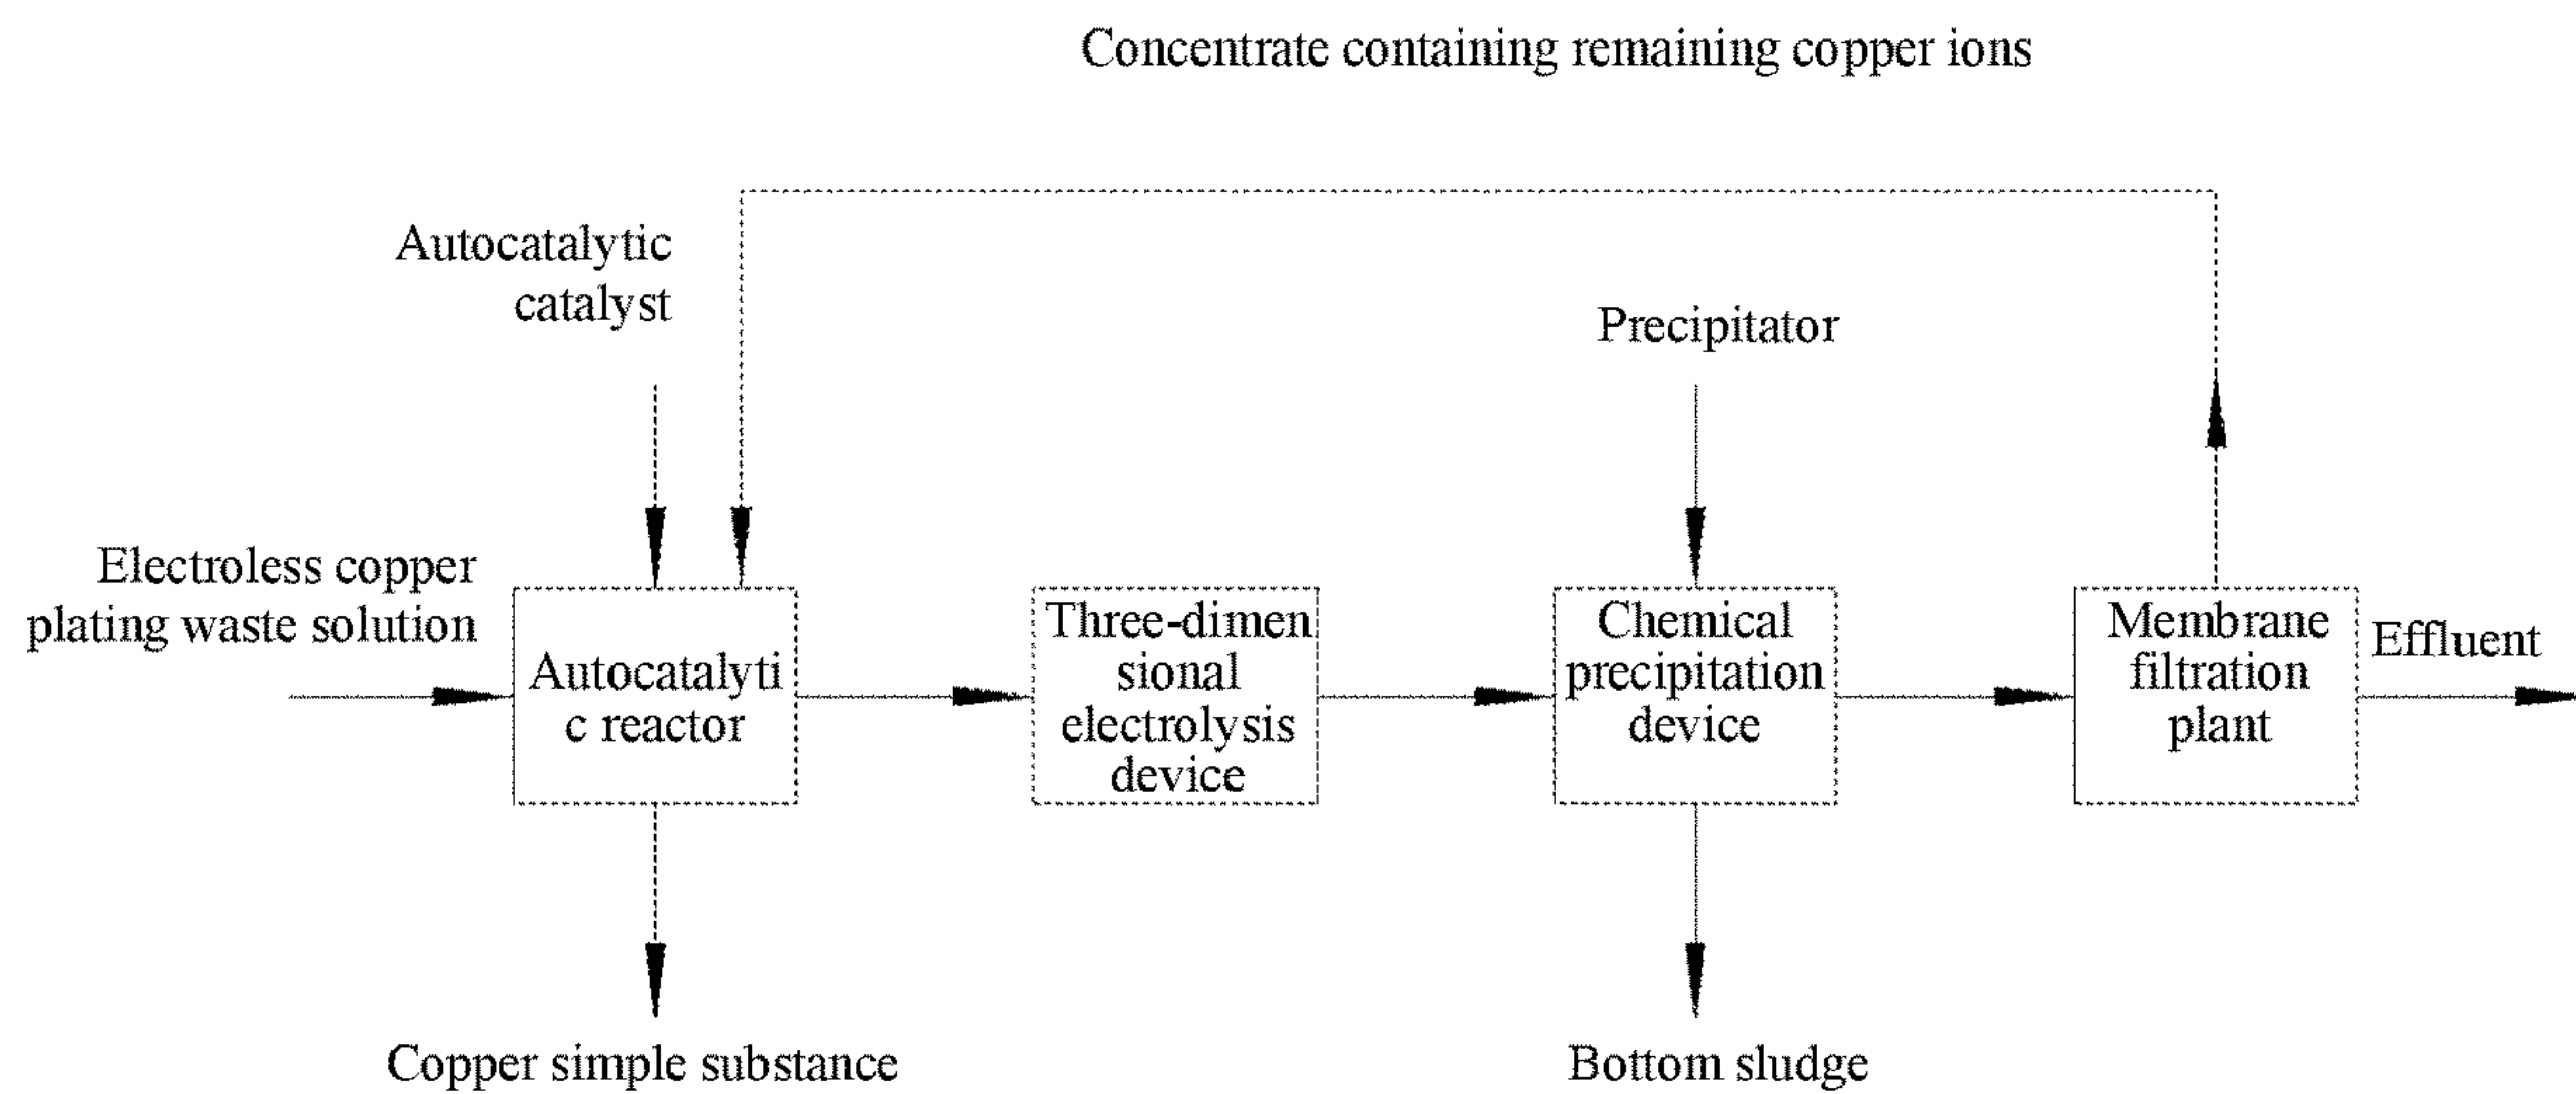 Concentrate containing remaining copper ions
Autocatalytic
catalyst
Precipitator
Electroless copper
plating waste solution
Autocatalyti
c reactor
Three-dimen
sional
electrolysis
device
Chemical
precipitation
device
Membrane
filtration
plant
Effluent
Copper simple substance
Bottom sludge